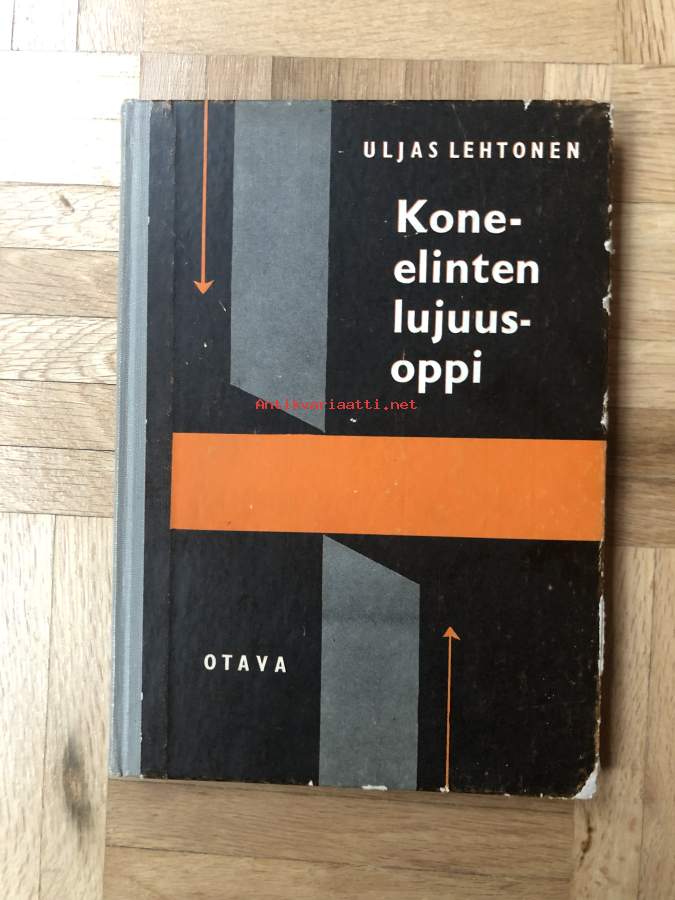 ULJAS LEHTONEN
Kone-
elinten
lujuus-
oppi
Antikvariaatti.net
OTAVA